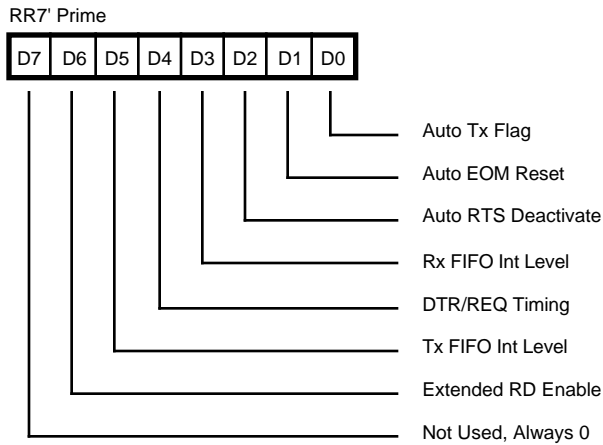 RR7' Prime
D7 D6 D5 D4 D3 D2 D1 D0
Auto Tx Flag
Auto EOM Reset
Auto RTS Deactivate
Rx FIFO Int Level
DTR/REQ Timing
Tx FIFO Int Level
Extended RD Enable
Not Used, Always 0